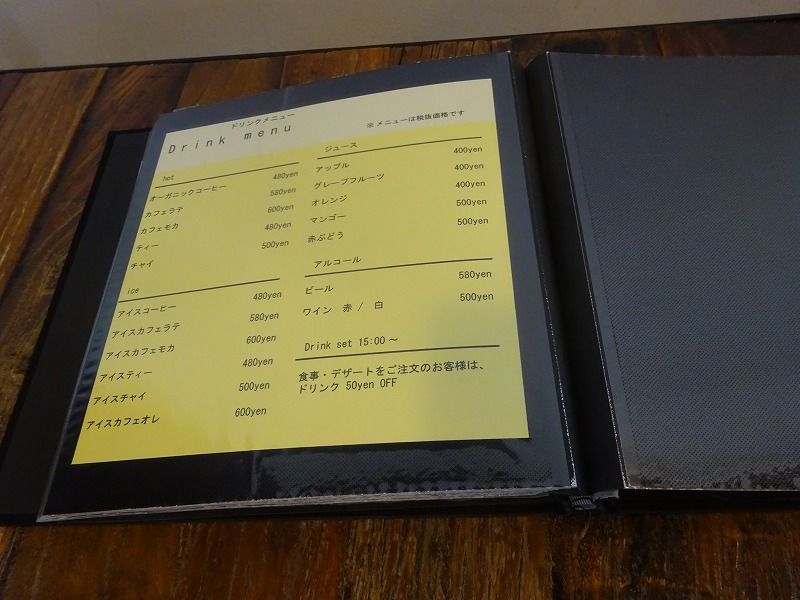 ドリンクメニュー
Drink menu
※ メニューは税抜価格です
hot
オーガニックコーヒー 480yen
カフェラテ 580yen
カフェモカ 600yen
ティー 480yen
チャイ 500yen
ice
アイスコーヒー 480yen
アイスカフェラテ 580yen
アイスカフェモカ 600yen
アイスティー 480yen
アイスチャイ 500yen
アイスカフェオレ 600yen
ジュース
アップル 400yen
グレープフルーツ 400yen
オレンジ 400yen
マンゴー 500yen
赤ぶどう 500yen
アルコール
ビール 580yen
ワイン 赤 / 白 500yen
Drink set 15:00～
食事・デザートをご注文のお客様は、
ドリンク 50yen OFF